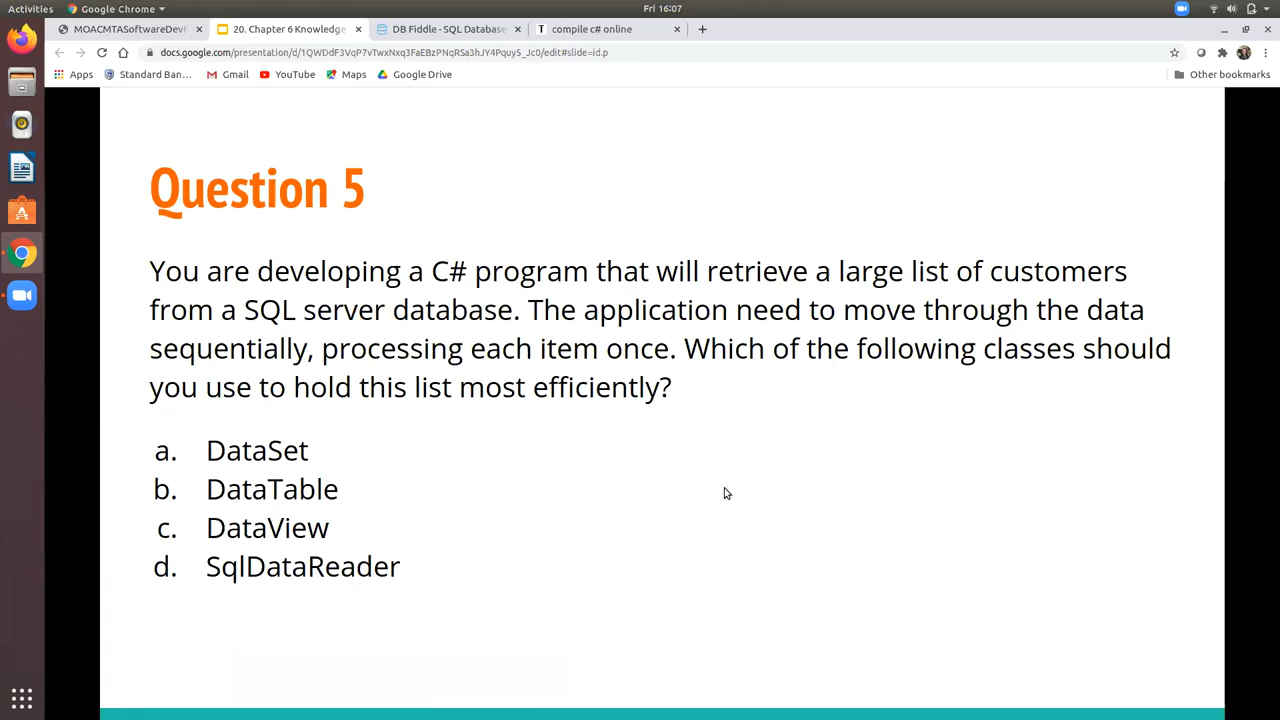 Activities
Google Chrome
Fri 16:07
MOACMTASoftwareDevF
20. Chapter 6 Knowledge
DB Fiddle - SQL Database
compile c# online
docs.google.com/presentation/d/1QWDdF3VqP7vTwxNxq3FaEBzPNqRSa3hJY4Pquy5_Jc0/edit#slide=id.p
Apps
Standard Ban...
Gmail
YouTube
Maps
Google Drive
Other bookmarks
Question 5
You are developing a C# program that will retrieve a large list of customers
from a SQL server database. The application need to move through the data
sequentially, processing each item once. Which of the following classes should
you use to hold this list most efficiently?
a. DataSet
b. DataTable
c. DataView
d. SqlDataReader